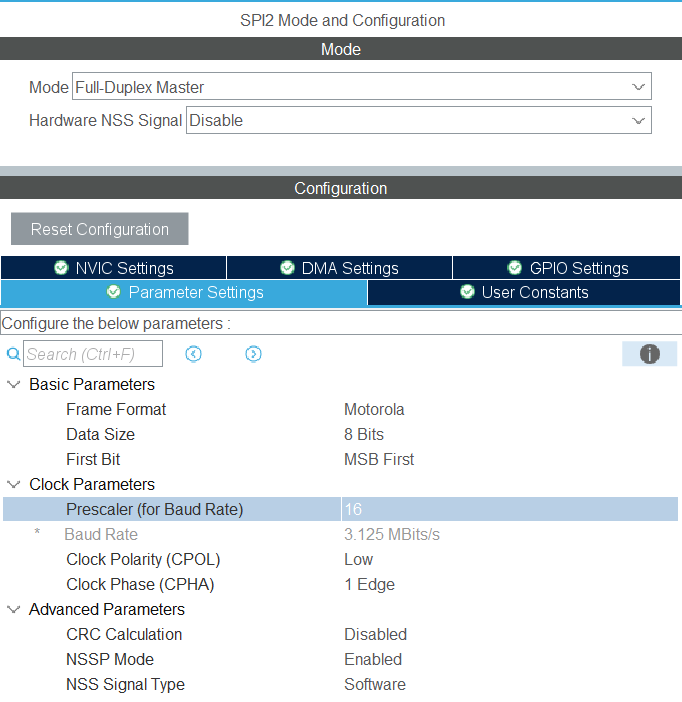 SPI2 Mode and Configuration
Mode
Mode Full-Duplex Master
Hardware NSS Signal Disable
Configuration
Reset Configuration
NVIC Settings DMA Settings GPIO Settings
Parameter Settings User Constants
Configure the below parameters :
Search (Ctrl+F)
Basic Parameters
Frame Format Motorola
Data Size 8 Bits
First Bit MSB First
Clock Parameters
Prescaler (for Baud Rate) 16
* Baud Rate 3.125 MBits/s
Clock Polarity (CPOL) Low
Clock Phase (CPHA) 1 Edge
Advanced Parameters
CRC Calculation Disabled
NSSP Mode Enabled
NSS Signal Type Software